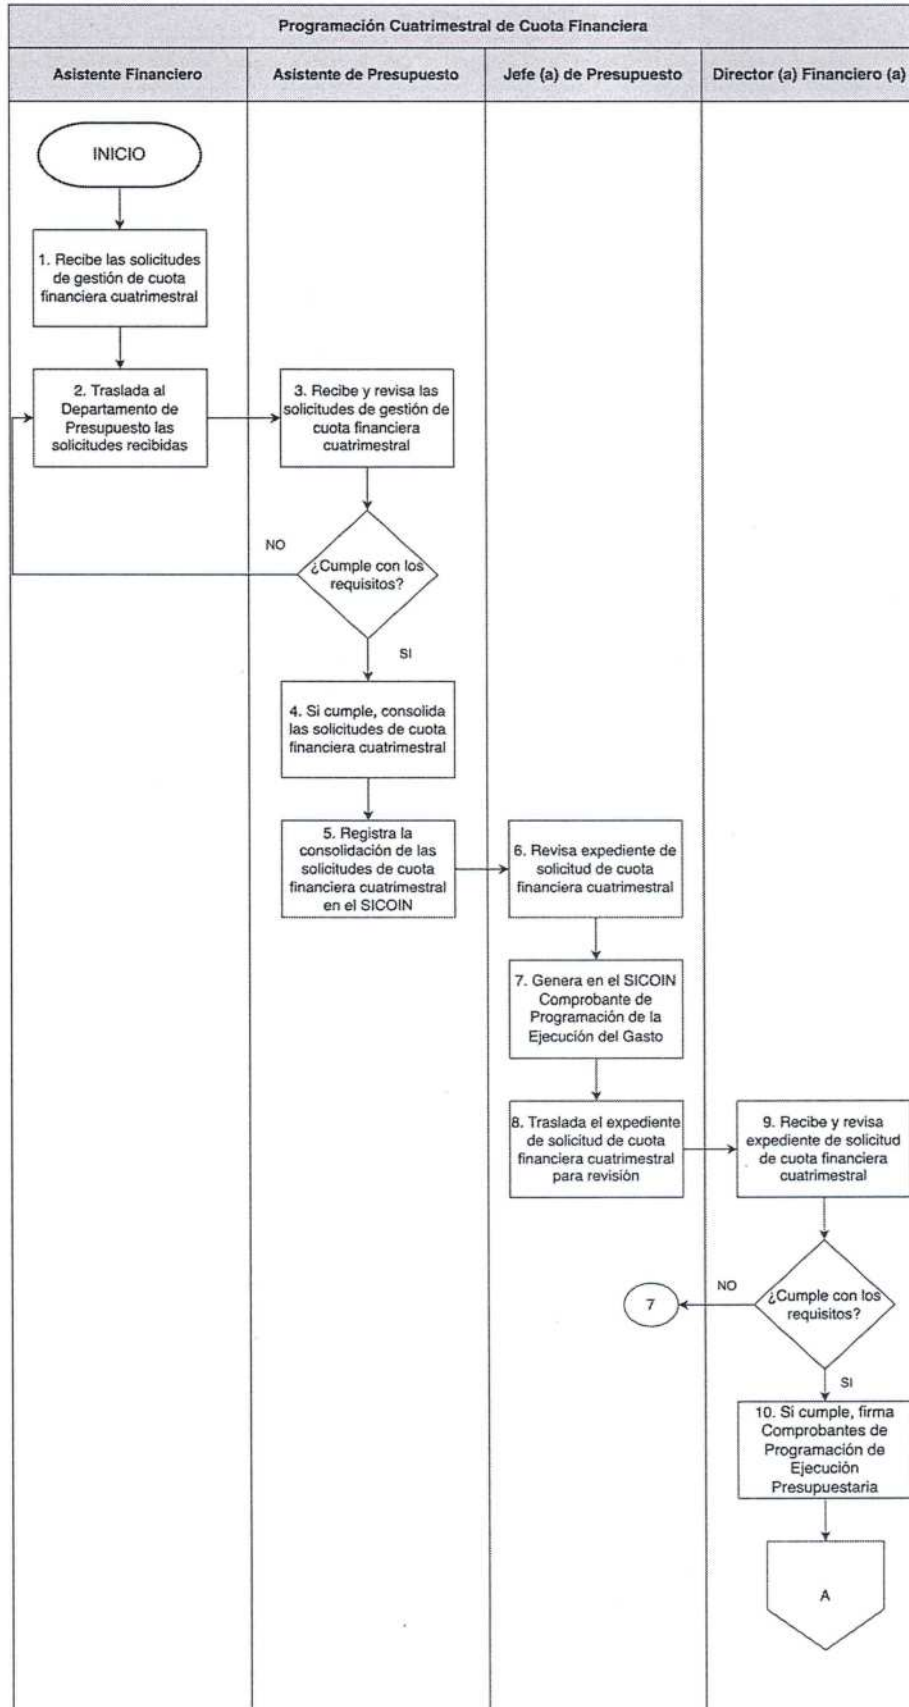 Programación Cuatrimestral de Cuota Financiera
Asistente Financiero
Asistente de Presupuesto
Jefe (a) de Presupuesto
Director (a) Financiero (a)
INICIO
1. Recibe las solicitudes
de gestión de cuota
financiera cuatrimestral
2. Traslada al
Departamento de
Presupuesto las
solicitudes recibidas
3. Recibe y revisa las
solicitudes de gestión de
cuota financiera
cuatrimestral
NO
¿Cumple con los
requisitos?
SI
4. Si cumple, consolida
las solicitudes de cuota
financiera cuatrimestral
5. Registra la
consolidación de las
solicitudes de cuota
financiera cuatrimestral
en el SICOIN
6. Revisa expediente de
solicitud de cuota
financiera cuatrimestral
7. Genera en el SICOIN
Comprobante de
Programación de la
Ejecución del Gasto
8. Traslada el expediente
de solicitud de cuota
financiera cuatrimestral
para revisión
9. Recibe y revisa
expediente de solicitud
de cuota financiera
cuatrimestral
NO
7
¿Cumple con los
requisitos?
SI
10. Si cumple, firma
Comprobantes de
Programación de
Ejecución
Presupuestaria
A